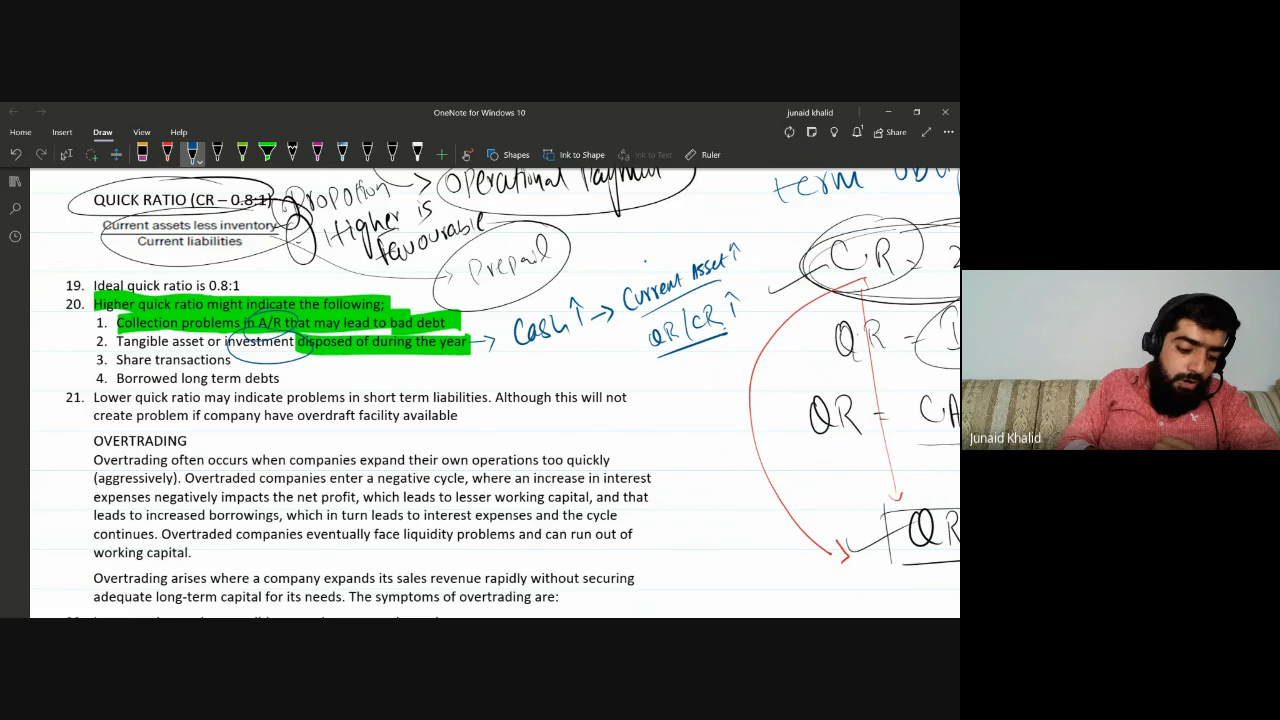 OneNote for Windows 10
junaid khalid
Home Insert Draw View Help
Share
Shapes Ink to Shape Ink to Text Ruler
QUICK RATIO (CR – 0.8:1)
Current assets less inventory
Current liabilities
Propotion
Higher is
favourable
operational Payment
Prepaid
term
19. Ideal quick ratio is 0.8:1
20. Higher quick ratio might indicate the following;
1. Collection problems in A/R that may lead to bad debt
2. Tangible asset or investment disposed of during the year
3. Share transactions
4. Borrowed long term debts
Cash ↑ → Current Asset ↑
QR/CR ↑
CR = 2
QR =
QR = CA
QR
21. Lower quick ratio may indicate problems in short term liabilities. Although this will not
create problem if company have overdraft facility available
OVERTRADING
Overtrading often occurs when companies expand their own operations too quickly
(aggressively). Overtraded companies enter a negative cycle, where an increase in interest
expenses negatively impacts the net profit, which leads to lesser working capital, and that
leads to increased borrowings, which in turn leads to interest expenses and the cycle
continues. Overtraded companies eventually face liquidity problems and can run out of
working capital.
Overtrading arises where a company expands its sales revenue rapidly without securing
adequate long-term capital for its needs. The symptoms of overtrading are:
Junaid Khalid